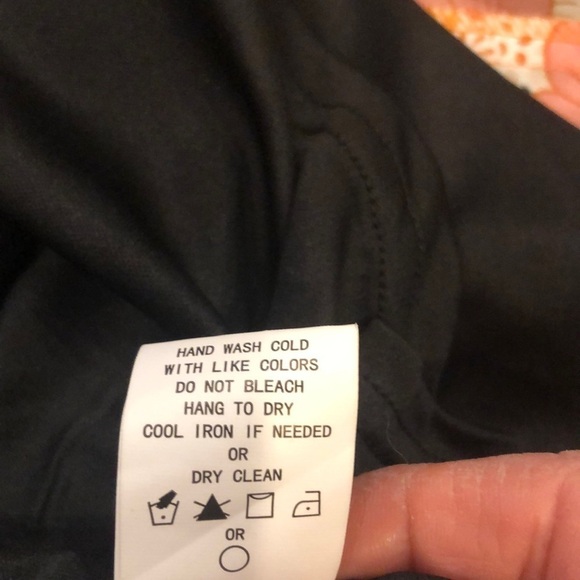 HAND WASH COLD
WITH LIKE COLORS
DO NOT BLEACH
HANG TO DRY
COOL IRON IF NEEDED
OR
DRY CLEAN
OR